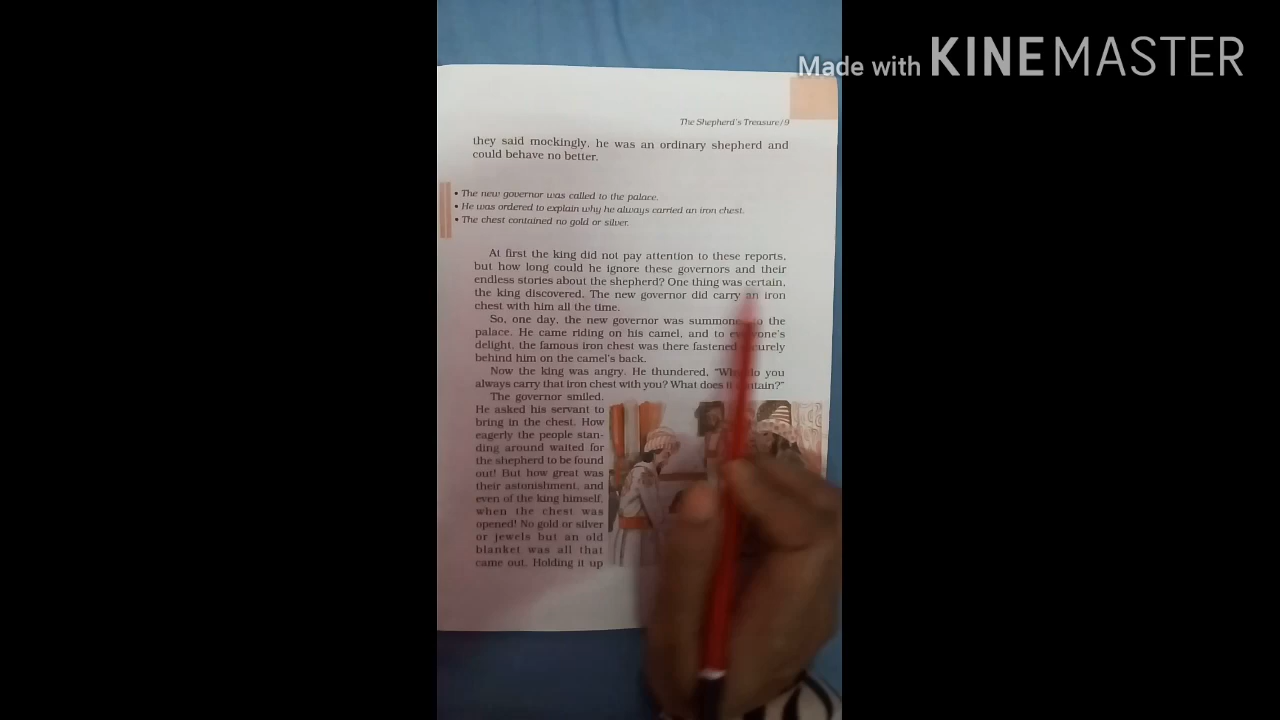 Made with KINEMASTER
The Shepherd's Treasure/9
they said mockingly, he was an ordinary shepherd and
could behave no better.
• The new governor was called to the palace.
• He was ordered to explain why he always carried an iron chest.
• The chest contained no gold or silver.
At first the king did not pay attention to these reports,
but how long could he ignore these governors and their
endless stories about the shepherd? One thing was certain,
the king discovered. The new governor did carry an iron
chest with him all the time.
So, one day, the new governor was summoned to the
palace. He came riding on his camel, and to everyone's
delight, the famous iron chest was there fastened securely
behind him on the camel's back.
Now the king was angry. He thundered, "Why do you
always carry that iron chest with you? What does it contain?"
The governor smiled.
He asked his servant to
bring in the chest. How
eagerly the people stan-
ding around waited for
the shepherd to be found
out! But how great was
their astonishment, and
even of the king himself,
when the chest was
opened! No gold or silver
or jewels but an old
blanket was all that
came out. Holding it up